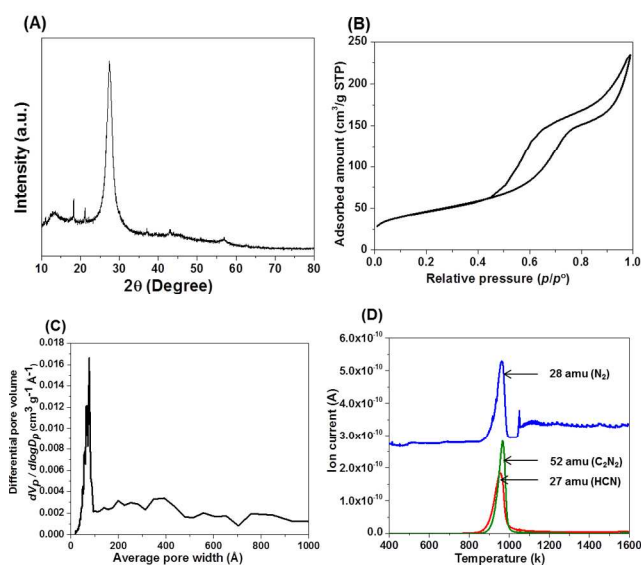 (A)
Intensity (a.u.)
10 20 30 40 50 60 70 80
2θ (Degree)
(B)
Adsorbed amount (cm³/g STP)
250
200
150
100
50
0
0.0 0.2 0.4 0.6 0.8 1.0
Relative pressure (p/p°)
(C)
Differential pore volume
dVₚ / dlogDₚ (cm³ g⁻¹ A⁻¹)
0.018
0.016
0.014
0.012
0.010
0.008
0.006
0.004
0.002
0.000
0 200 400 600 800 1000
Average pore width (Å)
(D)
Ion current (A)
6.0x10⁻¹⁰
5.0x10⁻¹⁰
4.0x10⁻¹⁰
3.0x10⁻¹⁰
2.0x10⁻¹⁰
1.0x10⁻¹⁰
0.0
28 amu (N₂)
52 amu (C₂N₂)
27 amu (HCN)
400 600 800 1000 1200 1400 1600
Temperature (k)